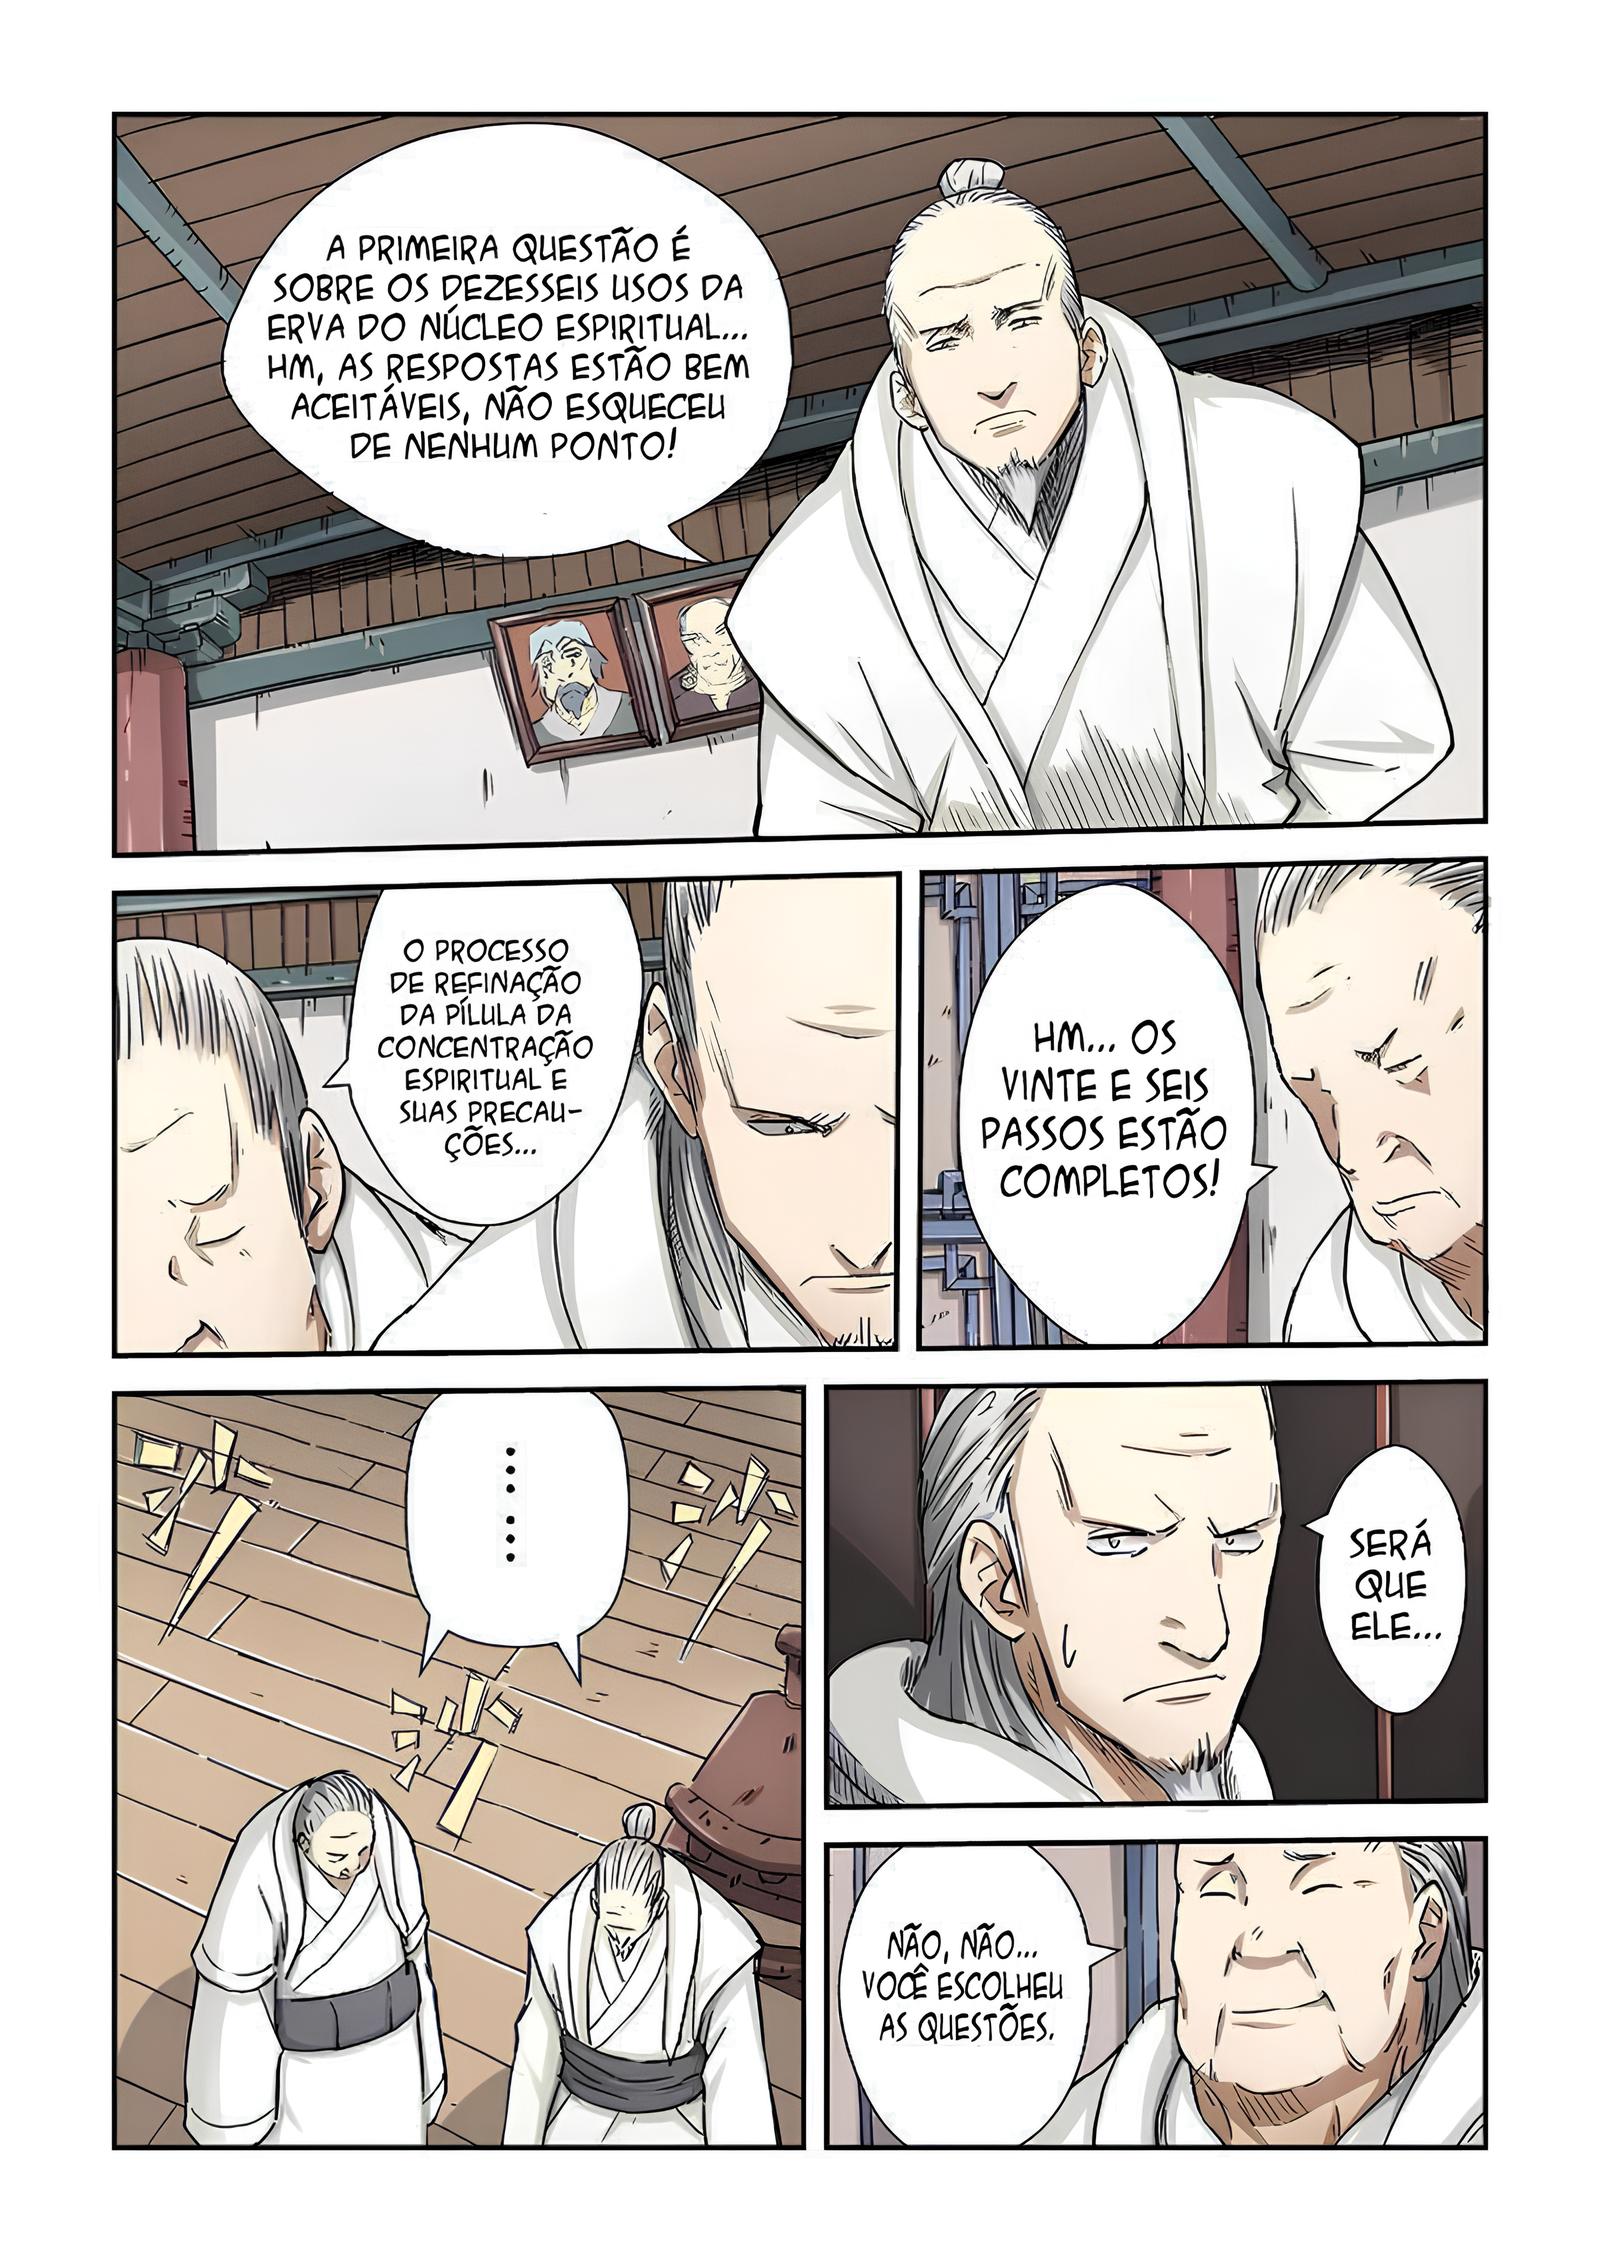 A PRIMEIRA QUESTÃO É
SOBRE OS DEZESSEIS USOS DA
ERVA DO NÚCLEO ESPIRITUAL...
HM, AS RESPOSTAS ESTÃO BEM
ACEITÁVEIS, NÃO ESQUECEU
DE NENHUM PONTO!
O PROCESSO
DE REFINAÇÃO
DA PÍLULA DA
CONCENTRAÇÃO
ESPIRITUAL E
SUAS PRECAU-
ÇÕES...
HM... OS
VINTE E SEIS
PASSOS ESTÃO
COMPLETOS!
......
SERÁ
QUE
ELE...
NÃO, NÃO...
VOCÊ ESCOLHEU
AS QUESTÕES.